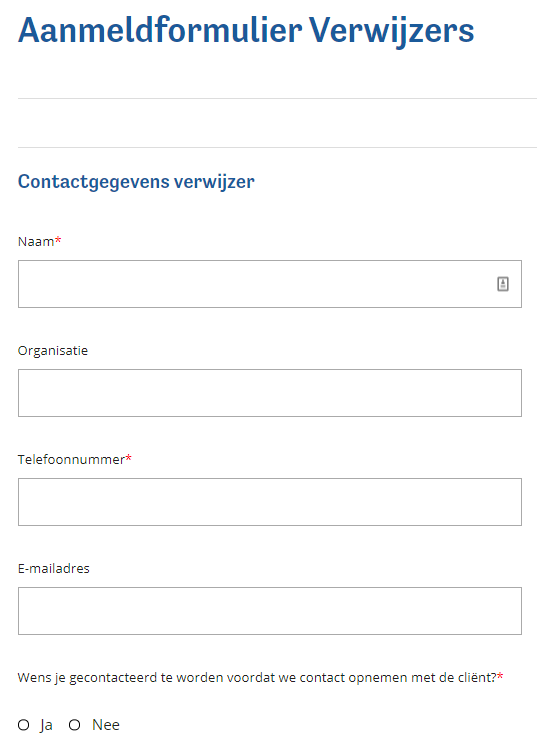 Aanmeldformulier Verwijzers
Contactgegevens verwijzer
Naam*
Organisatie
Telefoonnummer*
E-mailadres
Wens je gecontacteerd te worden voordat we contact opnemen met de cliënt?*
Ja Nee